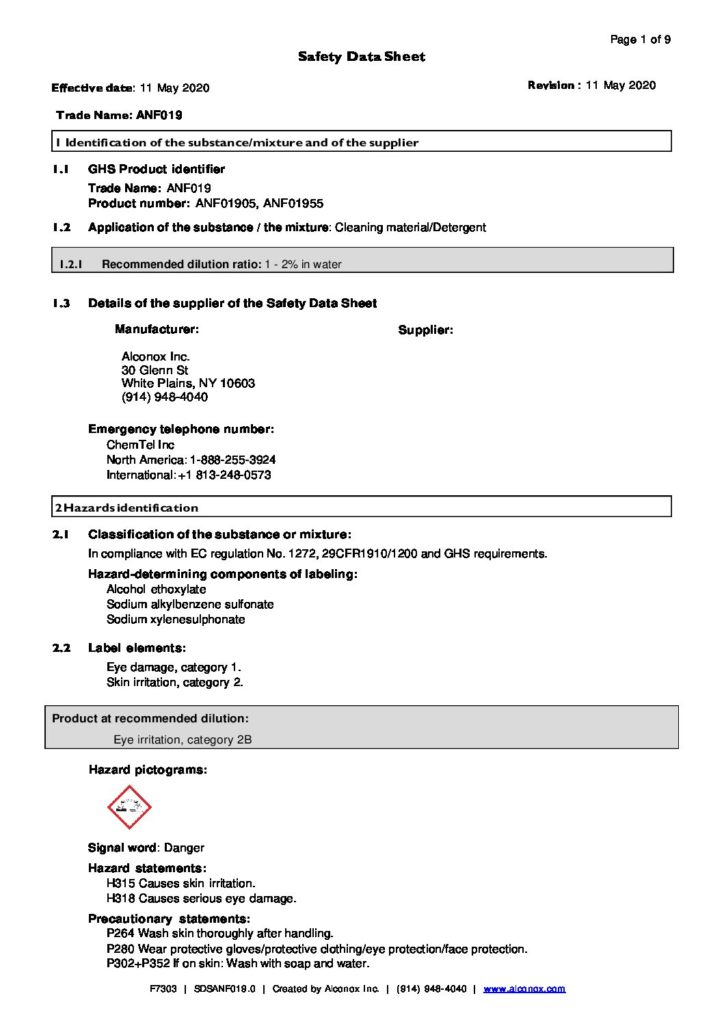 Page 1 of 9
Safety Data Sheet
Effective date: 11 May 2020 Revision : 11 May 2020
Trade Name: ANF019
1 Identification of the substance/mixture and of the supplier
1.1 GHS Product identifier
Trade Name: ANF019
Product number: ANF01905, ANF01955
1.2 Application of the substance / the mixture: Cleaning material/Detergent
1.2.1 Recommended dilution ratio: 1 - 2% in water
1.3 Details of the supplier of the Safety Data Sheet
Manufacturer: Supplier:
Alconox Inc.
30 Glenn St
White Plains, NY 10603
(914) 948-4040
Emergency telephone number:
ChemTel Inc
North America: 1-888-255-3924
International: +1 813-248-0573
2 Hazards identification
2.1 Classification of the substance or mixture:
In compliance with EC regulation No. 1272, 29CFR1910/1200 and GHS requirements.
Hazard-determining components of labeling:
Alcohol ethoxylate
Sodium alkylbenzene sulfonate
Sodium xylenesulphonate
2.2 Label elements:
Eye damage, category 1.
Skin irritation, category 2.
Product at recommended dilution:
Eye irritation, category 2B
Hazard pictograms:
Signal word: Danger
Hazard statements:
H315 Causes skin irritation.
H318 Causes serious eye damage.
Precautionary statements:
P264 Wash skin thoroughly after handling.
P280 Wear protective gloves/protective clothing/eye protection/face protection.
P302+P352 If on skin: Wash with soap and water.
F7303 | SDSANF019.0 | Created by Alconox Inc. | (914) 948-4040 | www.alconox.com